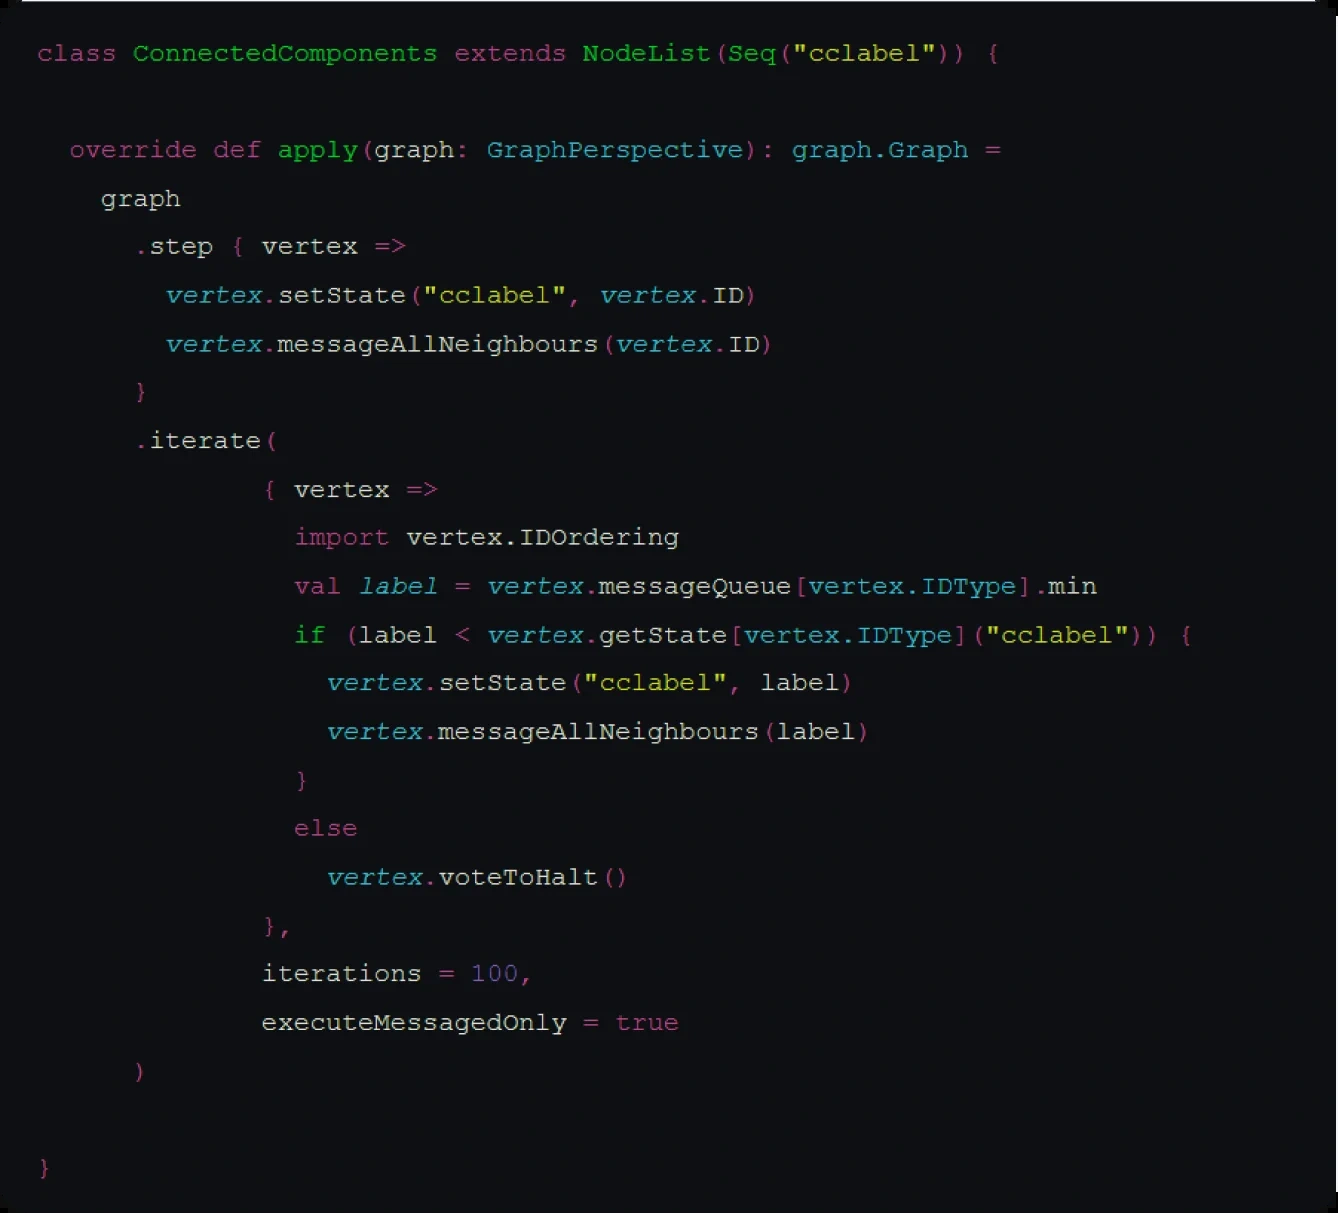 class ConnectedComponents extends NodeList(Seq("cclabel")) {
override def apply(graph: GraphPerspective): graph.Graph =
graph
.step { vertex =>
vertex.setState("cclabel", vertex.ID)
vertex.messageAllNeighbours(vertex.ID)
}
.iterate(
{ vertex =>
import vertex.IDOrdering
val label = vertex.messageQueue[vertex.IDType].min
if (label < vertex.getState[vertex.IDType]("cclabel")) {
vertex.setState("cclabel", label)
vertex.messageAllNeighbours(label)
}
else
vertex.voteToHalt()
},
iterations = 100,
executeMessagedOnly = true
)
}